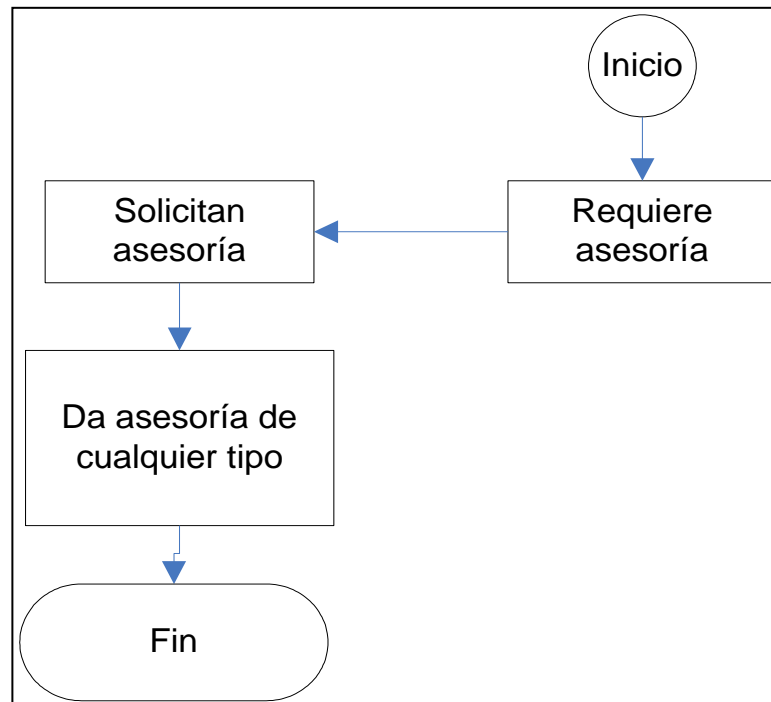 Inicio
Requiere
asesoría
Solicitan
asesoría
Da asesoría de
cualquier tipo
Fin